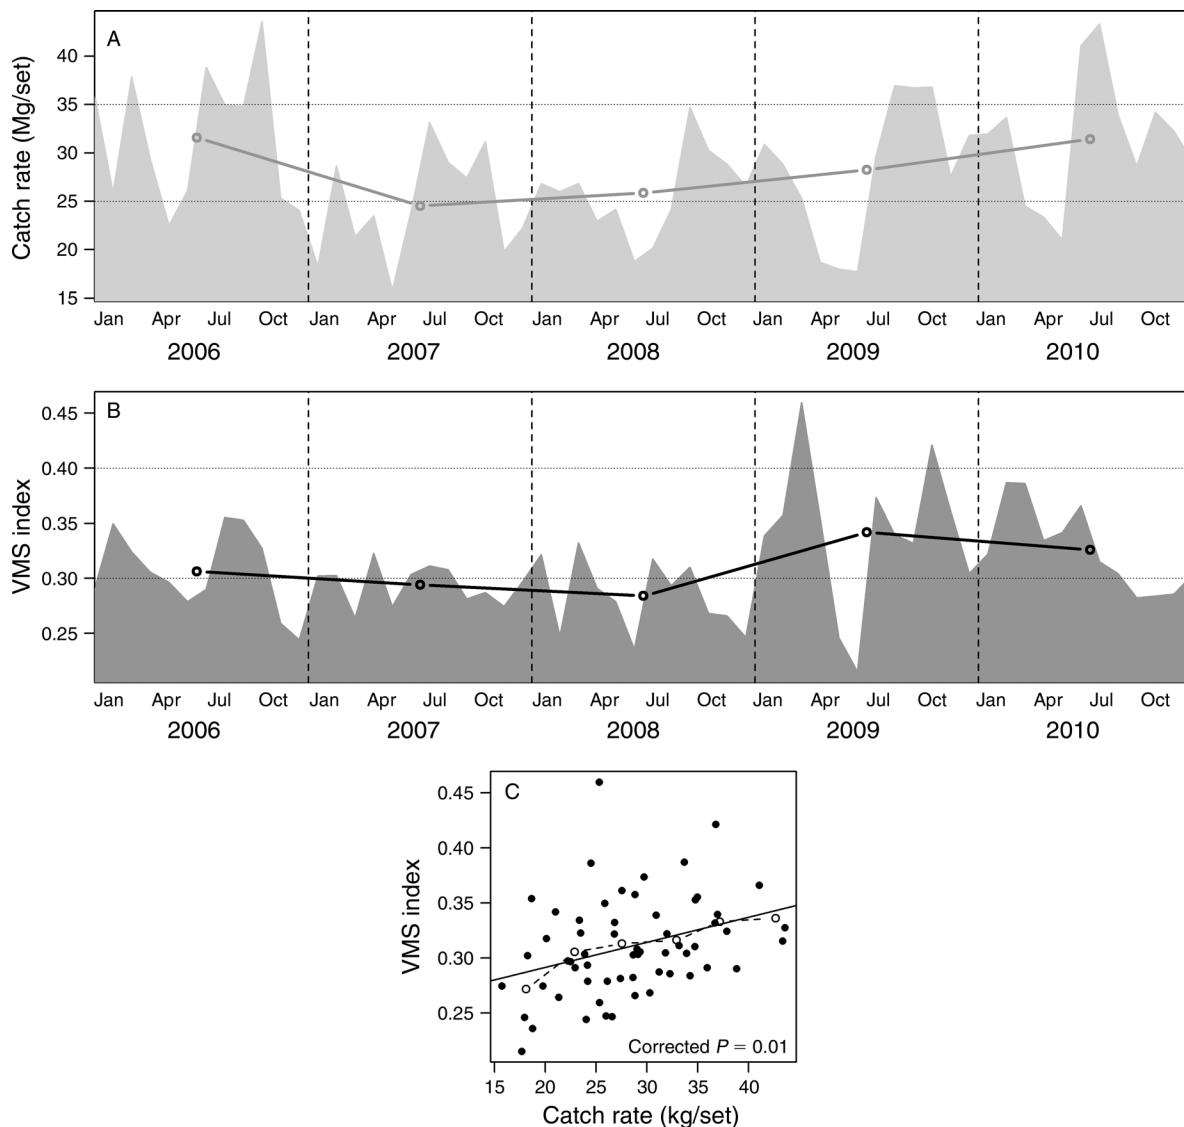 A
Catch rate (Mg/set)
40
35
30
25
20
15
Jan Apr Jul Oct Jan Apr Jul Oct Jan Apr Jul Oct Jan Apr Jul Oct Jan Apr Jul Oct
2006 2007 2008 2009 2010
B
VMS index
0.45
0.40
0.35
0.30
0.25
Jan Apr Jul Oct Jan Apr Jul Oct Jan Apr Jul Oct Jan Apr Jul Oct Jan Apr Jul Oct
2006 2007 2008 2009 2010
C
VMS index
0.45
0.40
0.35
0.30
0.25
Corrected P = 0.01
15 20 25 30 35 40
Catch rate (kg/set)